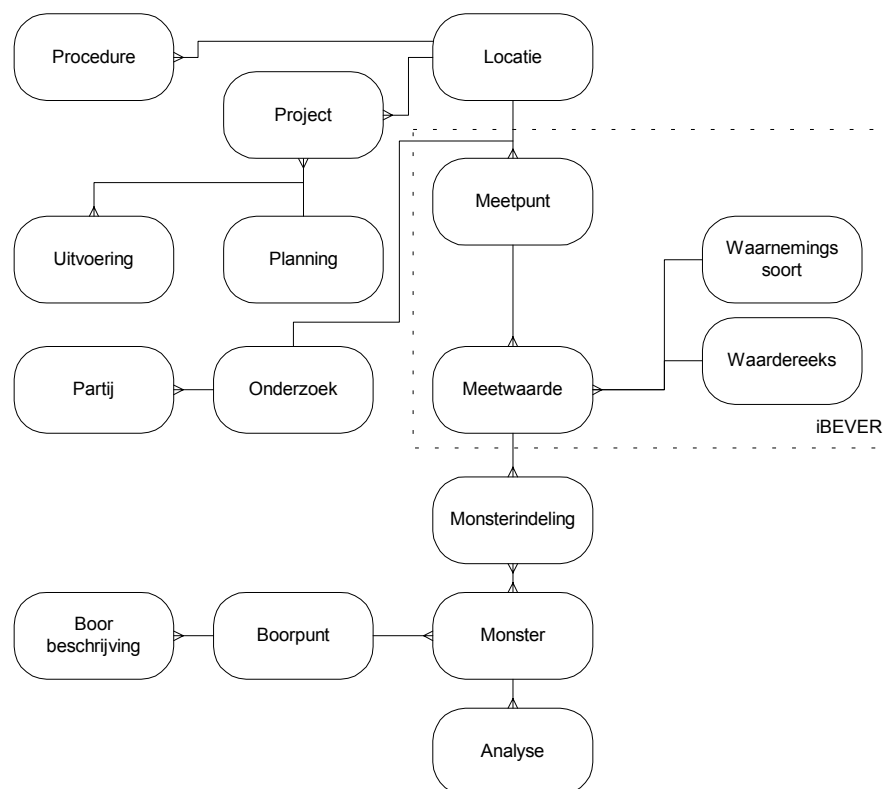 Procedure
Locatie
Project
Meetpunt
Uitvoering
Planning
Waarnemings
soort
Partij
Onderzoek
Meetwaarde
Waardereeks
iBEVER
Monsterindeling
Boor
beschrijving
Boorpunt
Monster
Analyse